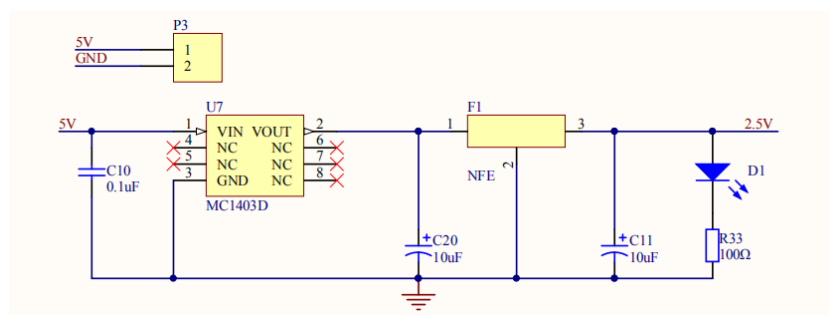 P3
5V
1
GND
2
U7
F1
5V
1
VIN
VOUT
2
1
3
2.5V
4
NC
NC
6
5
NC
NC
7
3
GND
NC
8
2
NFE
D1
C10
0.1uF
MC1403D
+
C20
10uF
+
C11
10uF
R33
100Ω